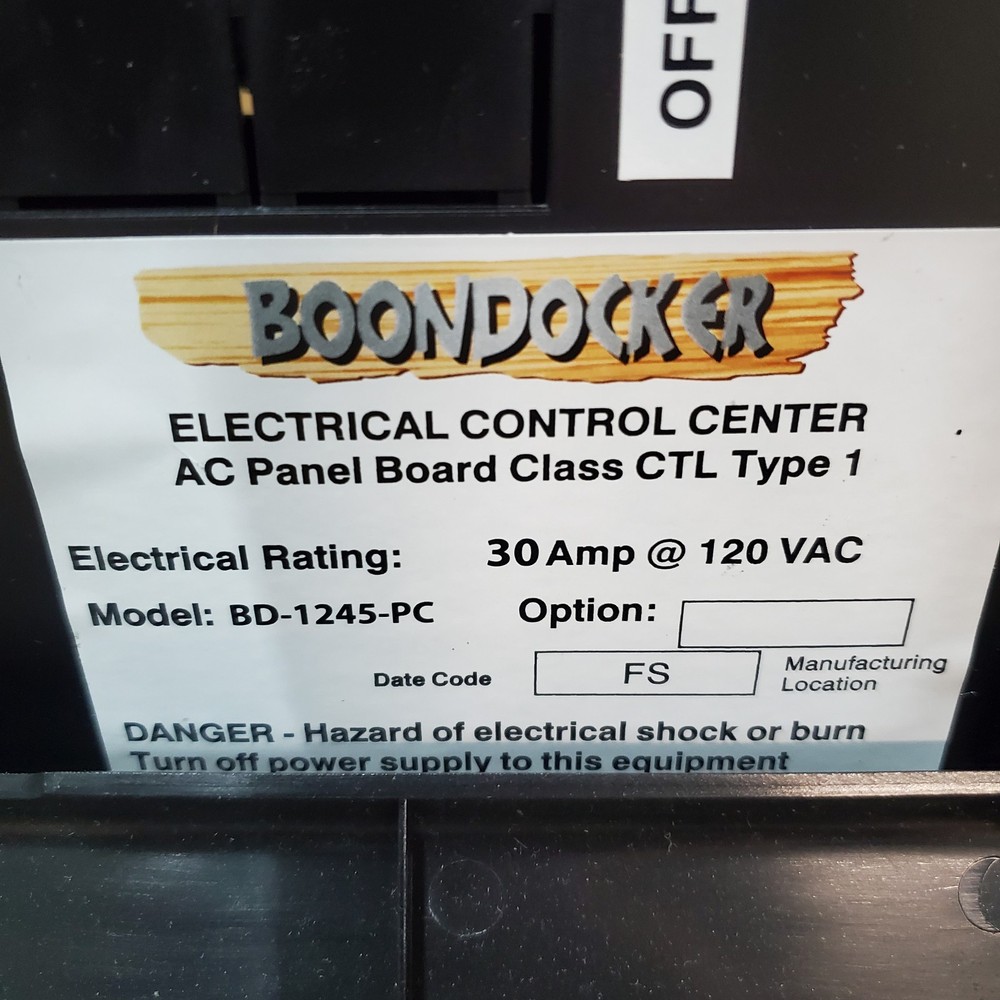 OFF
BOONDOCKER
ELECTRICAL CONTROL CENTER
AC Panel Board Class CTL Type 1
Electrical Rating: 30 Amp @ 120 VAC
Model: BD-1245-PC Option:
Date Code FS Manufacturing
Location
DANGER - Hazard of electrical shock or burn
Turn off power supply to this equipment